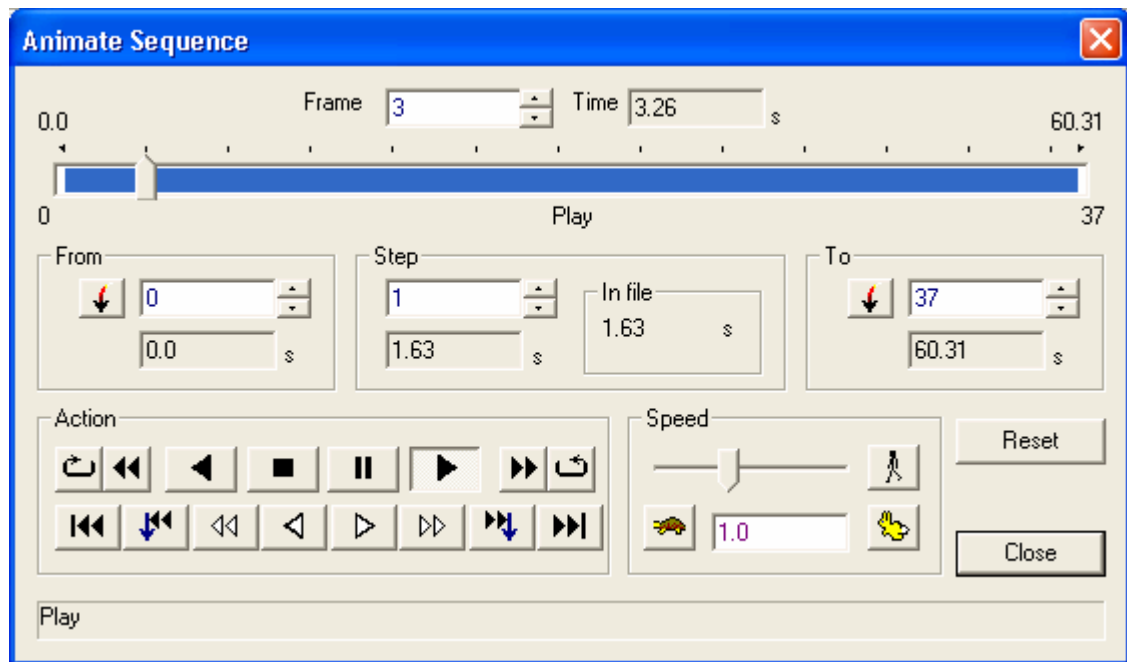 Animate Sequence
Frame 3 Time 3.26 s
0.0 60.31
0 Play 37
From Step To
0 1 In file 37
0.0 s 1.63 s 1.63 s 60.31 s
Action Speed
Reset
1.0
Close
Play